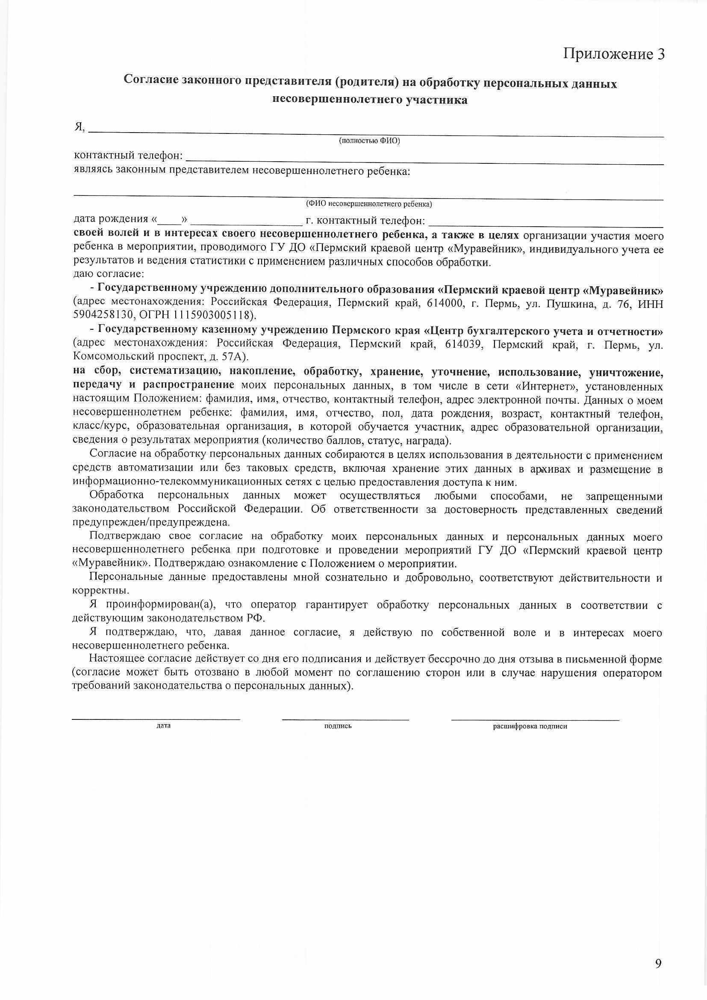 Приложение 3
Согласие законного представителя (родителя) на обработку персональных данных
несовершеннолетнего участника
Я, ____________________
(полностью ФИО)
контактный телефон: ____________________
являясь законным представителем несовершеннолетнего ребенка:
____________________
(ФИО несовершеннолетнего ребенка)
дата рождения «____» ____________________ г. контактный телефон: ____________________
своей волей и в интересах своего несовершеннолетнего ребенка, а также в целях организации участия моего
ребенка в мероприятии, проводимого ГУ ДО «Пермский краевой центр «Муравейник», индивидуального учета ее
результатов и ведения статистики с применением различных способов обработки.
даю согласие:
- Государственному учреждению дополнительного образования «Пермский краевой центр «Муравейник»
(адрес местонахождения: Российская Федерация, Пермский край, 614000, г. Пермь, ул. Пушкина, д. 76, ИНН
5904258130, ОГРН 1115903005118).
- Государственному казенному учреждению Пермского края «Центр бухгалтерского учета и отчетности»
(адрес местонахождения: Российская Федерация, Пермский край, 614039, Пермский край, г. Пермь, ул.
Комсомольский проспект, д. 57А).
на сбор, систематизацию, накопление, обработку, хранение, уточнение, использование, уничтожение,
передачу и распространение моих персональных данных, в том числе в сети «Интернет», установленных
настоящим Положением: фамилия, имя, отчество, контактный телефон, адрес электронной почты. Данных о моем
несовершеннолетнем ребенке: фамилия, имя, отчество, пол, дата рождения, возраст, контактный телефон,
класс/курс, образовательная организация, в которой обучается участник, адрес образовательной организации,
сведения о результатах мероприятия (количество баллов, статус, награда).
Согласие на обработку персональных данных собираются в целях использования в деятельности с применением
средств автоматизации или без таковых средств, включая хранение этих данных в архивах и размещение в
информационно-телекоммуникационных сетях с целью предоставления доступа к ним.
Обработка персональных данных может осуществляться любыми способами, не запрещенными
законодательством Российской Федерации. Об ответственности за достоверность представленных сведений
предупрежден/предупреждена.
Подтверждаю свое согласие на обработку моих персональных данных и персональных данных моего
несовершеннолетнего ребенка при подготовке и проведении мероприятий ГУ ДО «Пермский краевой центр
«Муравейник». Подтверждаю ознакомление с Положением о мероприятии.
Персональные данные предоставлены мной сознательно и добровольно, соответствуют действительности и
корректны.
Я проинформирован(а), что оператор гарантирует обработку персональных данных в соответствии с
действующим законодательством РФ.
Я подтверждаю, что, давая данное согласие, я действую по собственной воле и в интересах моего
несовершеннолетнего ребенка.
Настоящее согласие действует со дня его подписания и действует бессрочно до дня отзыва в письменной форме
(согласие может быть отозвано в любой момент по соглашению сторон или в случае нарушения оператором
требований законодательства о персональных данных).
дата подпись расшифровка подписи
9